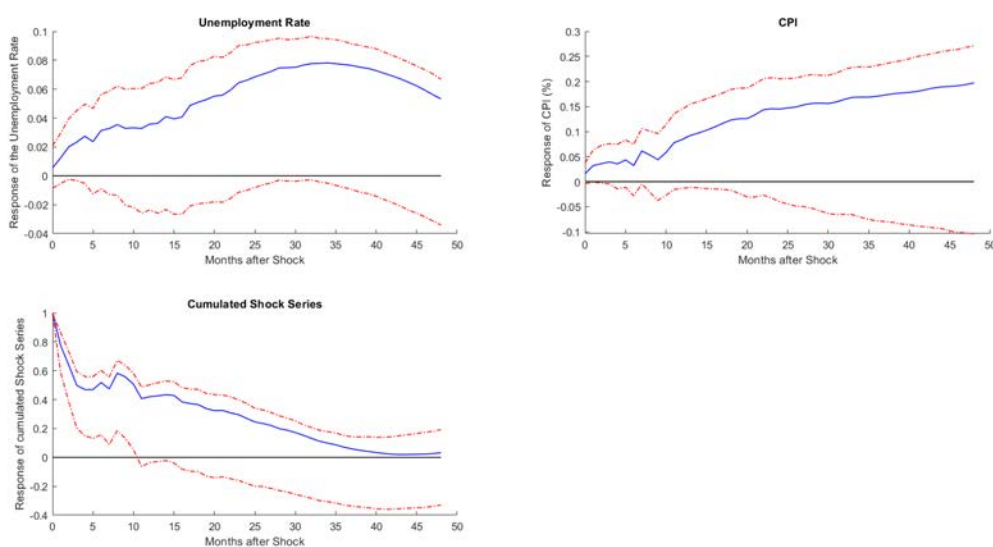 Unemployment Rate
Response of the Unemployment Rate
0.1
0.08
0.06
0.04
0.02
0
-0.02
-0.04
0 5 10 15 20 25 30 35 40 45 50
Months after Shock
CPI
Response of CPI (%)
0.3
0.25
0.2
0.15
0.1
0.05
0
-0.05
-0.1
0 5 10 15 20 25 30 35 40 45 50
Months after Shock
Cumulated Shock Series
Response of cumulated Shock Series
1
0.8
0.6
0.4
0.2
0
-0.2
-0.4
0 5 10 15 20 25 30 35 40 45 50
Months after Shock